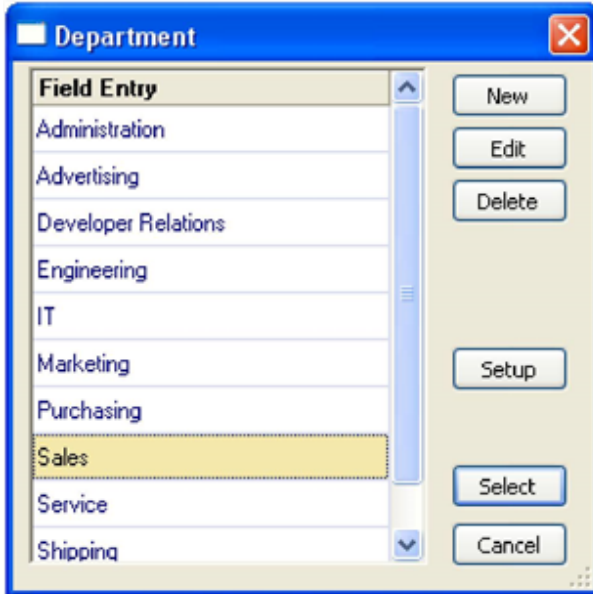 Department
Field Entry
Administration
Advertising
Developer Relations
Engineering
IT
Marketing
Purchasing
Sales
Service
Shipping
New
Edit
Delete
Setup
Select
Cancel